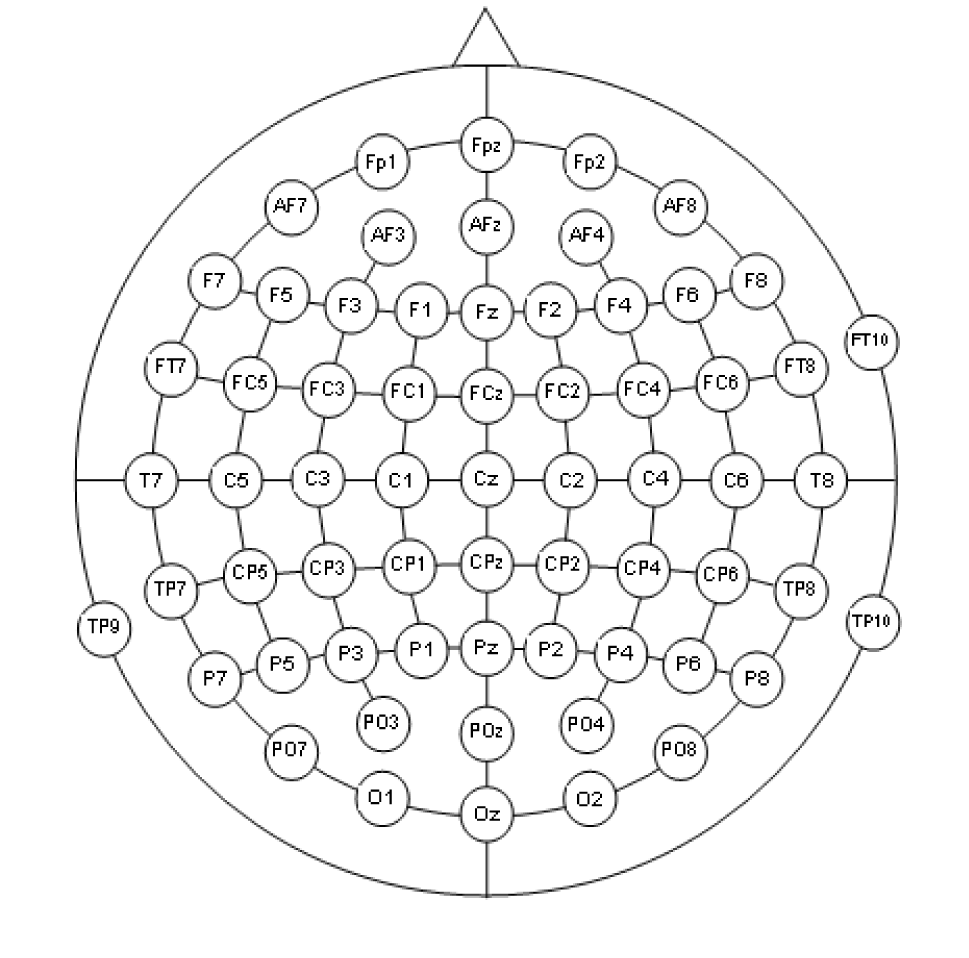 Fpz
Fp1 Fp2
AF7 AF8
AF3 AFz AF4
F7 F5 F3 F1 Fz F2 F4 F6 F8
FT10
FT7 FC5 FC3 FC1 FCz FC2 FC4 FC6 FT8
T7 C5 C3 C1 Cz C2 C4 C6 T8
TP7 CP5 CP3 CP1 CPz CP2 CP4 CP6 TP8
TP9 TP10
P7 P5 P3 P1 Pz P2 P4 P6 P8
PO3 POz PO4
PO7 PO8
O1 Oz O2